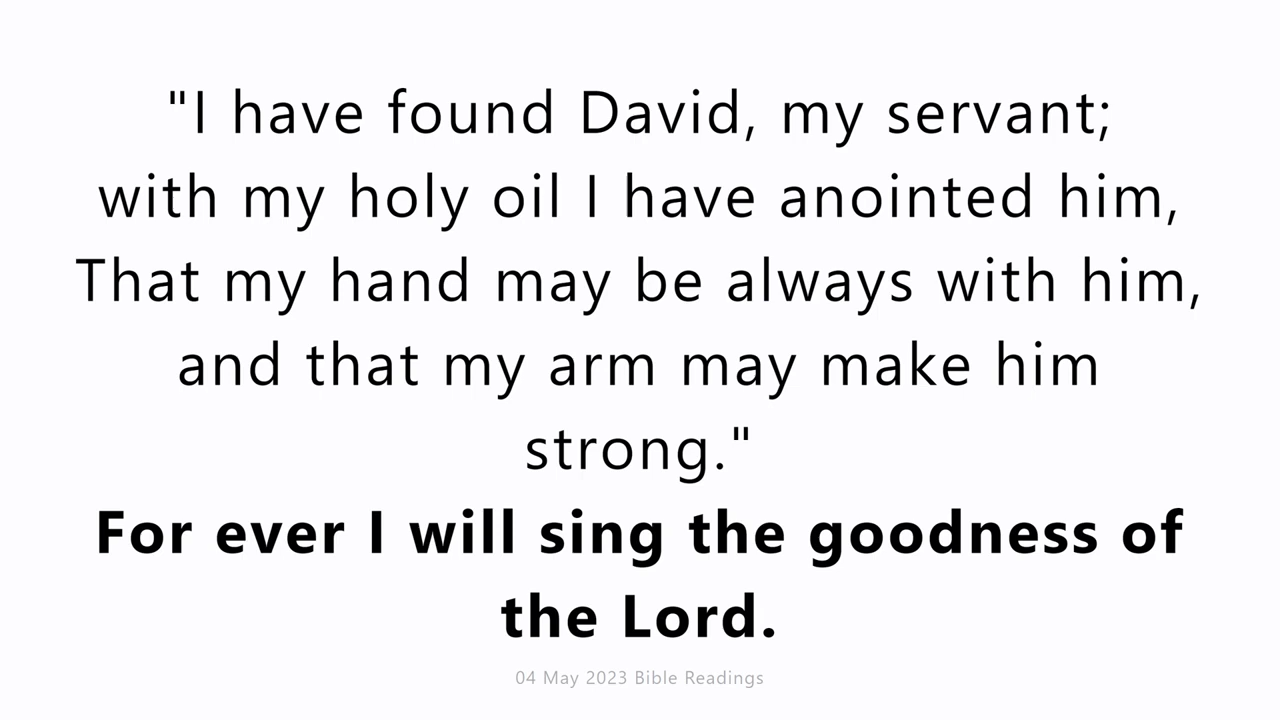 "I have found David, my servant;
with my holy oil I have anointed him,
That my hand may be always with him,
and that my arm may make him
strong."
For ever I will sing the goodness of
the Lord.
04 May 2023 Bible Readings